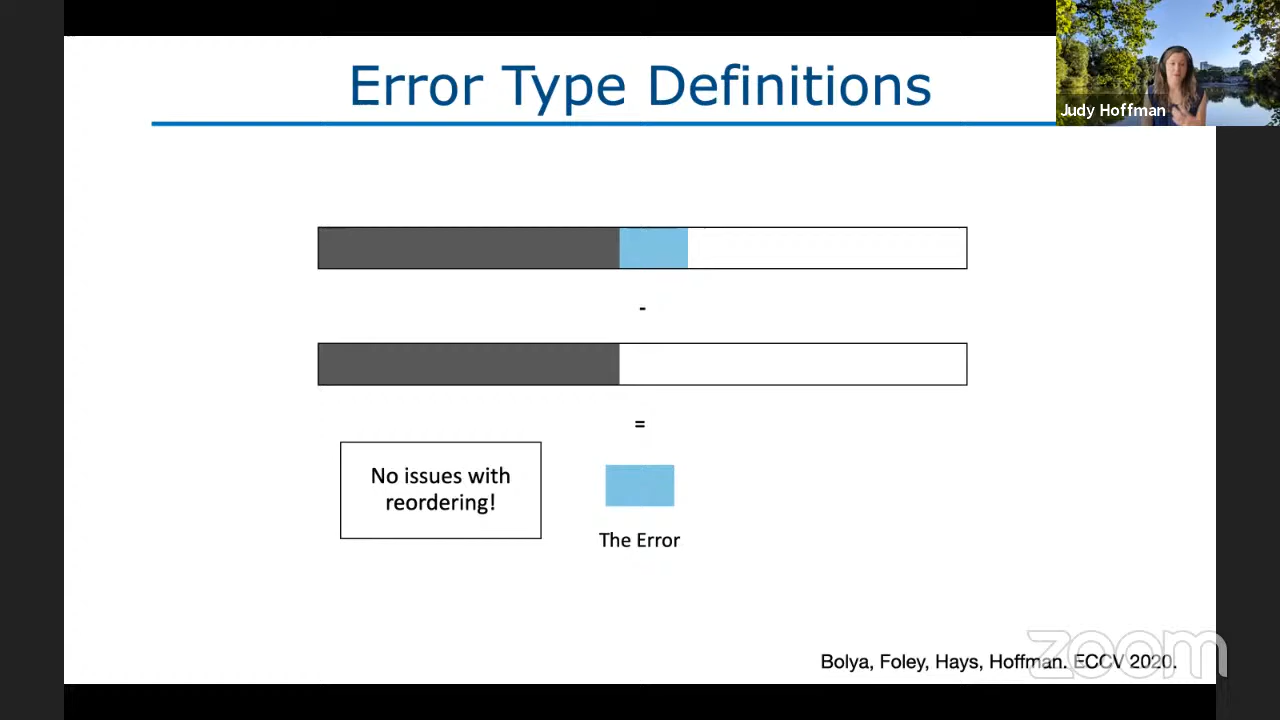 Error Type Definitions
Judy Hoffman
-
=
No issues with
reordering!
The Error
Bolya, Foley, Hays, Hoffman. ECCV 2020.
zoom